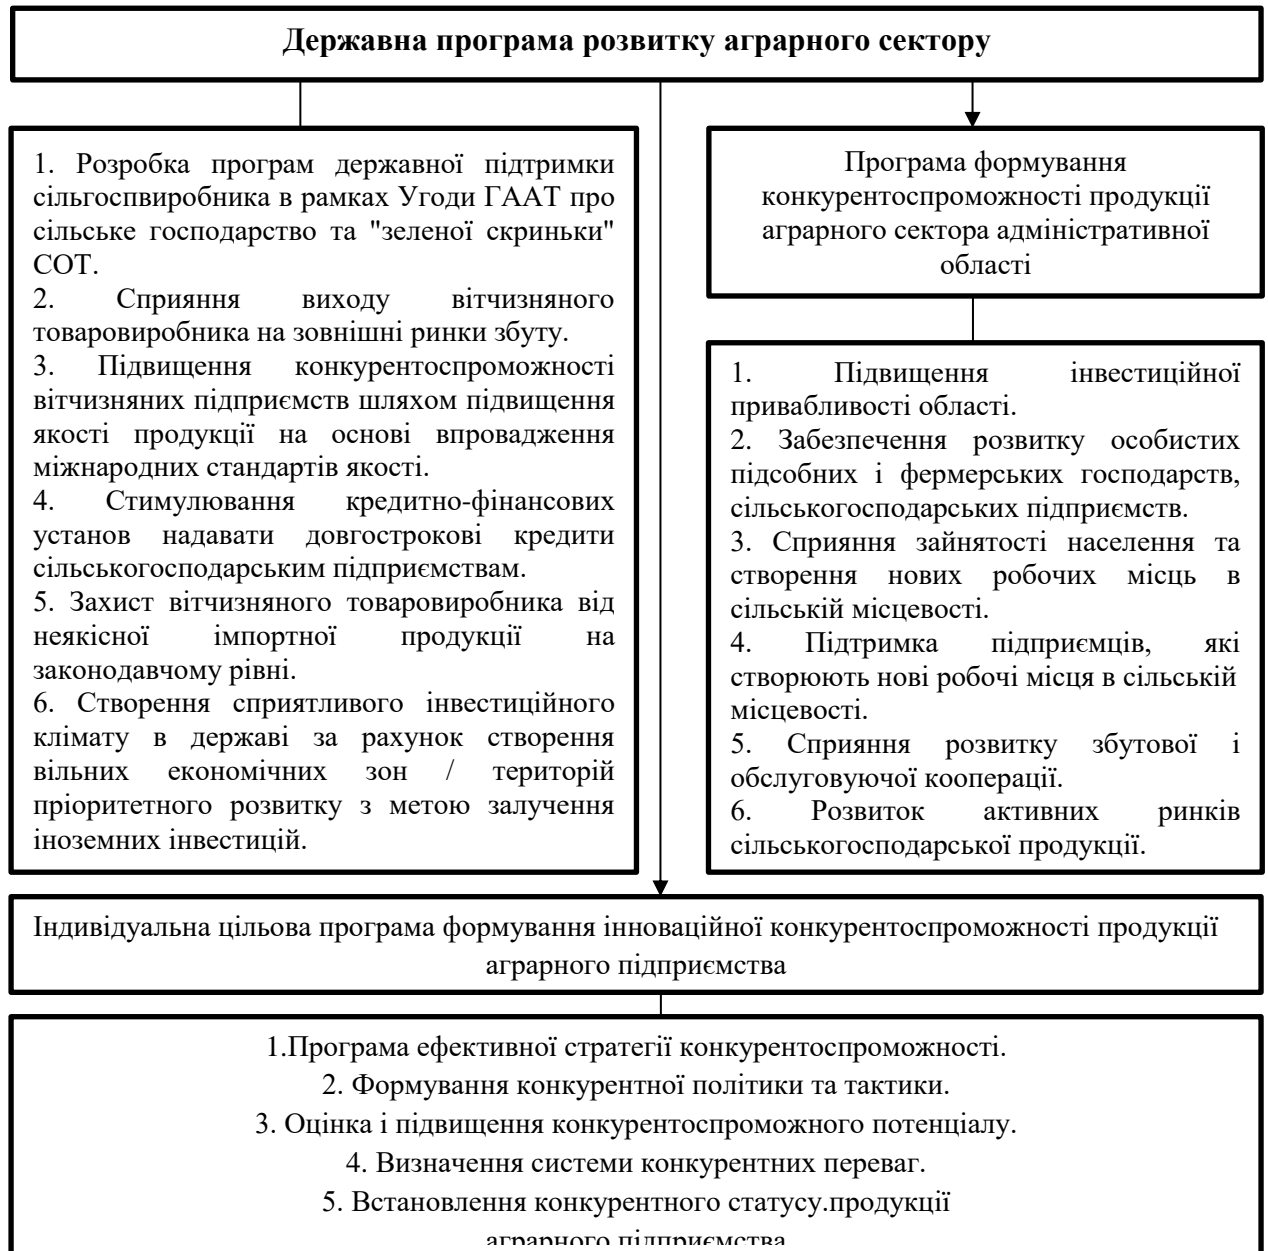 Державна програма розвитку аграрного сектору
1. Розробка програм державної підтримки
сільгоспвиробника в рамках Угоди ГААТ про
сільське господарство та "зеленої скриньки"
СОТ.
2. Сприяння виходу вітчизняного
товаровиробника на зовнішні ринки збуту.
3. Підвищення конкурентоспроможності
вітчизняних підприємств шляхом підвищення
якості продукції на основі впровадження
міжнародних стандартів якості.
4. Стимулювання кредитно-фінансових
установ надавати довгострокові кредити
сільськогосподарським підприємствам.
5. Захист вітчизняного товаровиробника від
неякісної імпортної продукції на
законодавчому рівні.
6. Створення сприятливого інвестиційного
клімату в державі за рахунок створення
вільних економічних зон / територій
пріоритетного розвитку з метою залучення
іноземних інвестицій.
Програма формування
конкурентоспроможності продукції
аграрного сектора адміністративної
області
1. Підвищення інвестиційної
привабливості області.
2. Забезпечення розвитку особистих
підсобних і фермерських господарств,
сільськогосподарських підприємств.
3. Сприяння зайнятості населення та
створення нових робочих місць в
сільській місцевості.
4. Підтримка підприємців, які
створюють нові робочі місця в сільській
місцевості.
5. Сприяння розвитку збутової і
обслуговуючої кооперації.
6. Розвиток активних ринків
сільськогосподарської продукції.
Індивідуальна цільова програма формування інноваційної конкурентоспроможності продукції
аграрного підприємства
1.Програма ефективної стратегії конкурентоспроможності.
2. Формування конкурентної політики та тактики.
3. Оцінка і підвищення конкурентоспроможного потенціалу.
4. Визначення системи конкурентних переваг.
5. Встановлення конкурентного статусу.продукції
аграрного підприємства